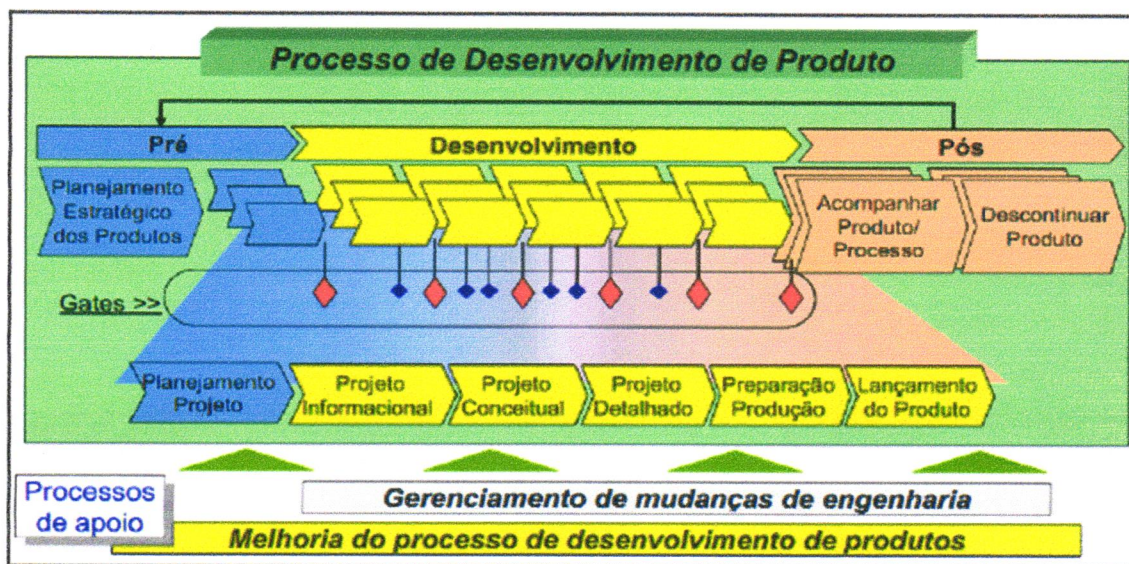 Processo de Desenvolvimento de Produto
Pré
Desenvolvimento
Pós
Planejamento
Estratégico
dos Produtos
Acompanhar
Produto/
Processo
Descontinuar
Produto
Gates >>
Planejamento
Projeto
Projeto
Informacional
Projeto
Conceitual
Projeto
Detalhado
Preparação
Produção
Lançamento
do Produto
Processos
de apoio
Gerenciamento de mudanças de engenharia
Melhoria do processo de desenvolvimento de produtos